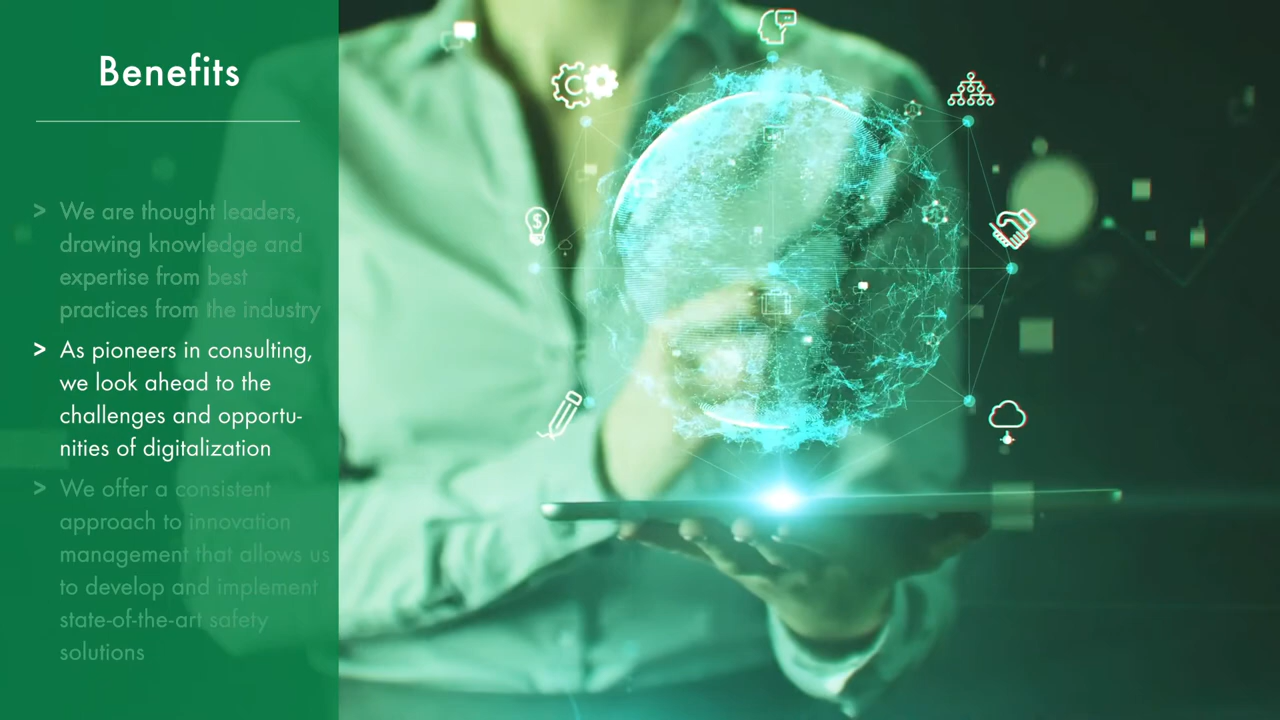 Benefits
> We are thought leaders,
drawing knowledge and
expertise from best
practices from the industry
> As pioneers in consulting,
we look ahead to the
challenges and opportu-
nities of digitalization
> We offer a consistent
approach to innovation
management that allows us
to develop and implement
state-of-the-art safety
solutions